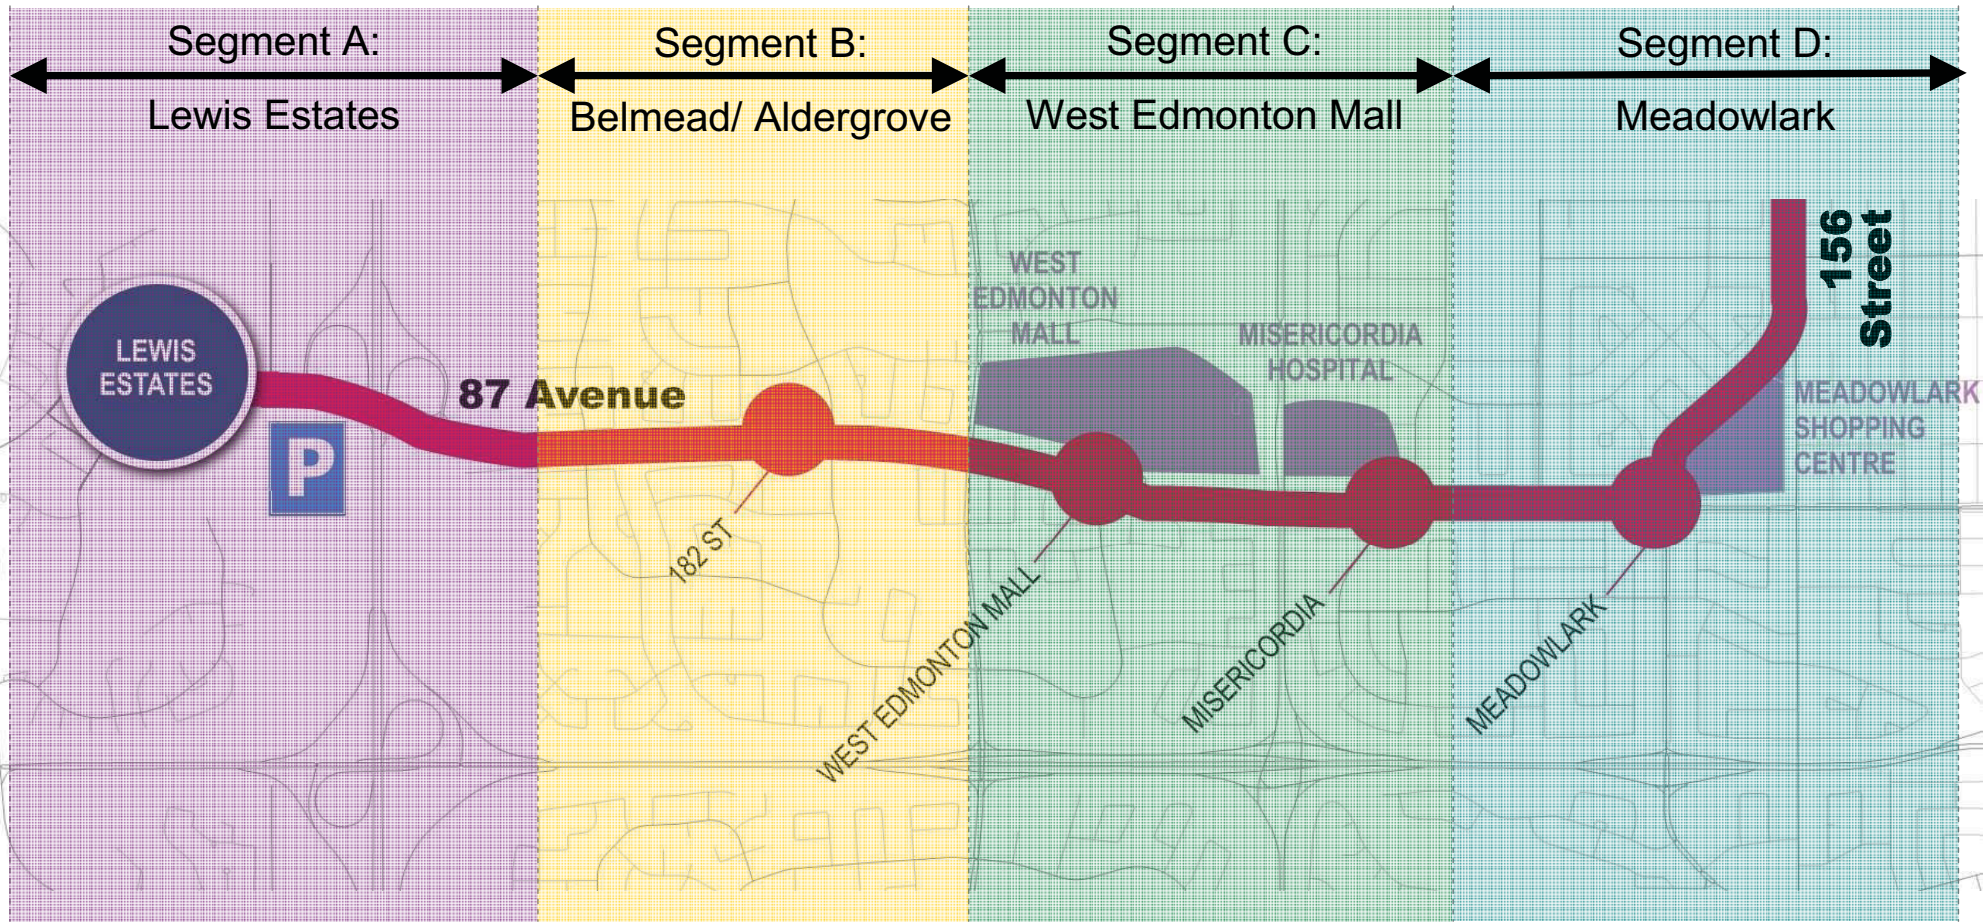 Segment A:
Lewis Estates
Segment B:
Belmead/ Aldergrove
Segment C:
West Edmonton Mall
Segment D:
Meadowlark
LEWIS
ESTATES
P
87 Avenue
182 ST
WEST
EDMONTON
MALL
WEST EDMONTON MALL
MISERICORDIA
HOSPITAL
MISERICORDIA
156
Street
MEADOWLARK
SHOPPING
CENTRE
MEADOWLARK